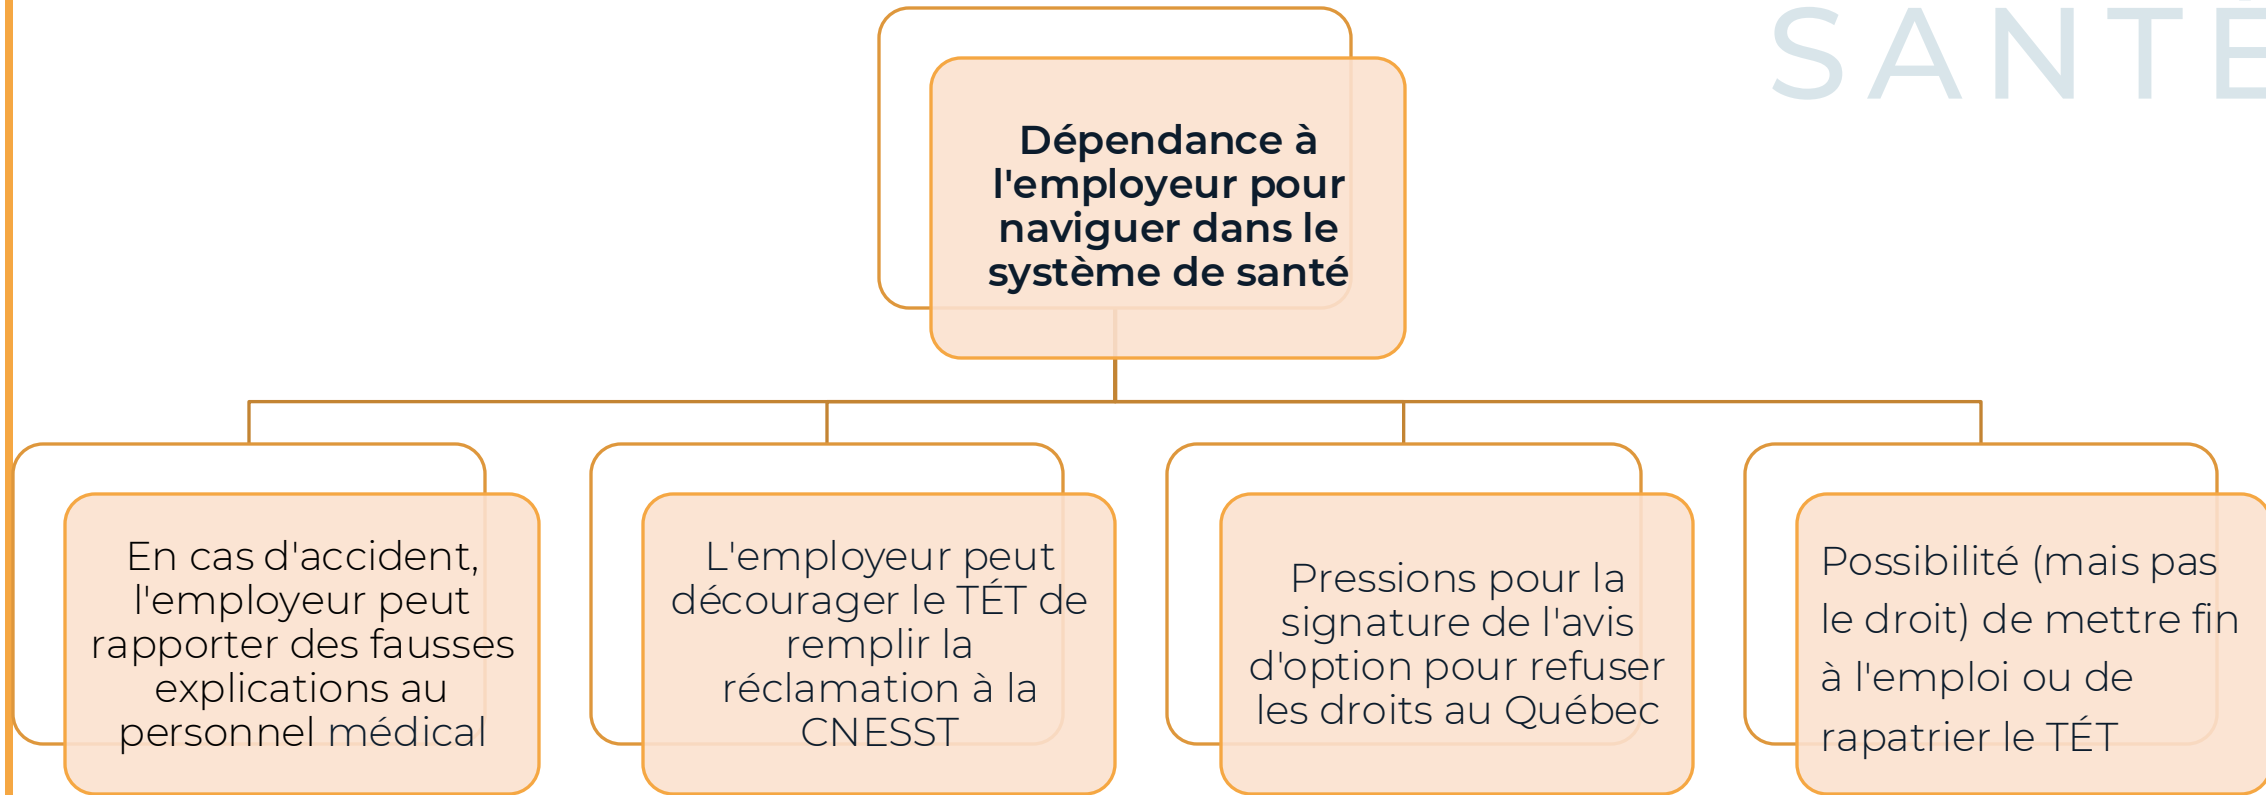 SANTÉ
Dépendance à
l'employeur pour
naviguer dans le
système de santé
En cas d'accident,
l'employeur peut
rapporter des fausses
explications au
personnel médical
L'employeur peut
décourager le TÉT de
remplir la
réclamation à la
CNESST
Pressions pour la
signature de l'avis
d'option pour refuser
les droits au Québec
Possibilité (mais pas
le droit) de mettre fin
à l'emploi ou de
rapatrier le TÉT